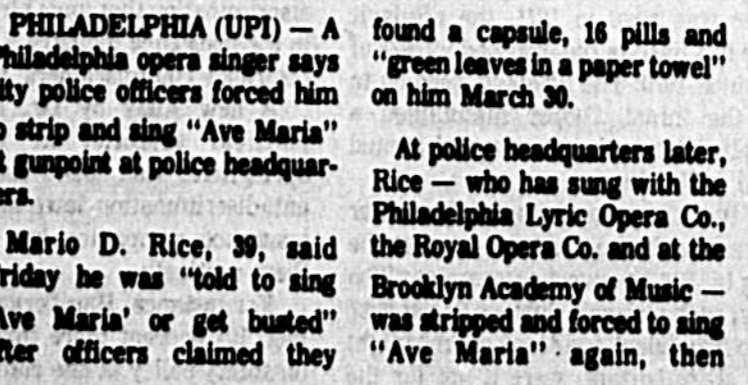 PHILADELPHIA (UPI) — A
Philadelphia opera singer says
ity police officers forced him
o strip and sing "Ave Maria"
t gunpoint at police headquar-
ers.
Mario D. Rice, 39, said
riday he was "told to sing
Ave Maria' or get busted"
fter officers claimed they
found a capsule, 16 pills and
"green leaves in a paper towel"
on him March 30.
At police headquarters later,
Rice — who has sung with the
Philadelphia Lyric Opera Co.,
the Royal Opera Co. and at the
Brooklyn Academy of Music —
was stripped and forced to sing
"Ave Maria" again, then